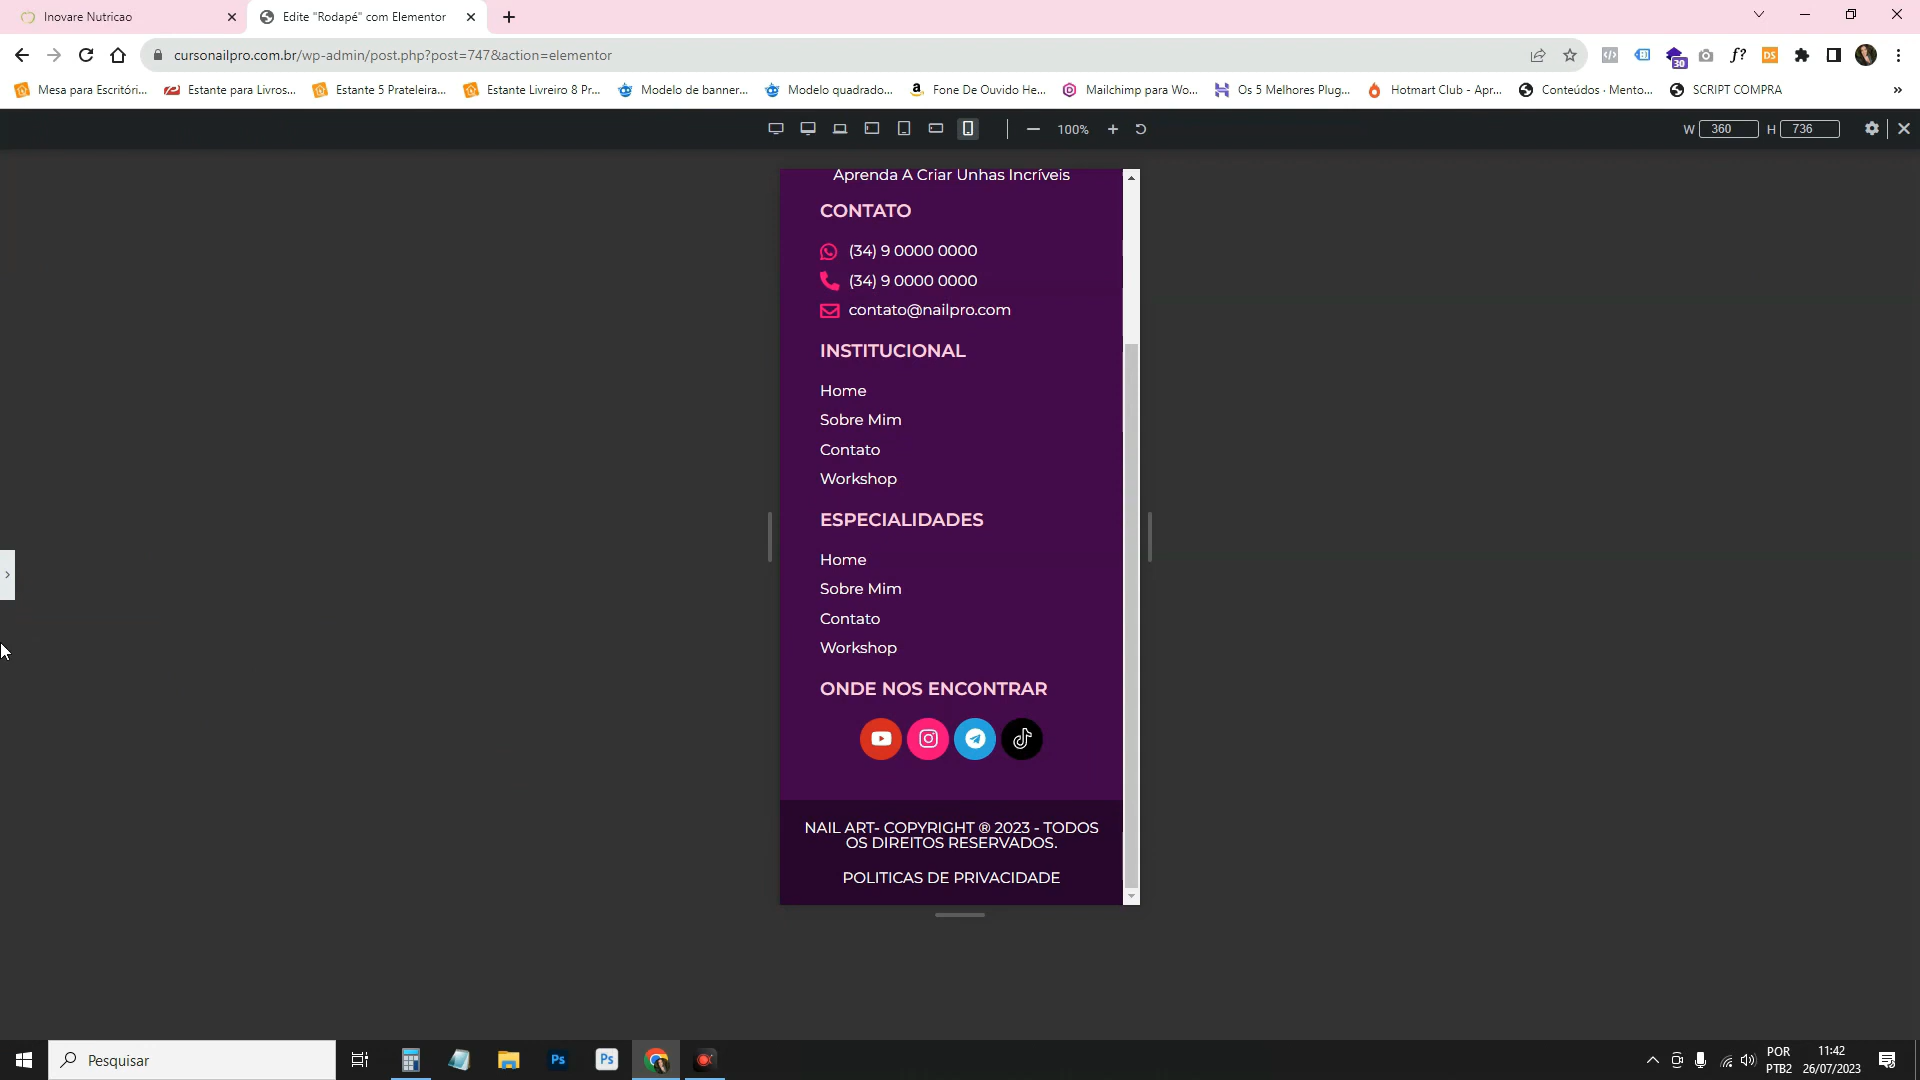 Inovare Nutricao
Edite "Rodapé" com Elementor
cursonailpro.com.br/wp-admin/post.php?post=747&action=elementor
30
f?
DS
Mesa para Escritóri...
Estante para Livros...
Estante 5 Prateleira...
Estante Livreiro 8 Pr...
Modelo de banner...
Modelo quadrado...
Fone De Ouvido He...
Mailchimp para Wo...
Os 5 Melhores Plug...
Hotmart Club - Apr...
Conteúdos · Mento...
SCRIPT COMPRA
»
100%
W 360 H 736
Aprenda A Criar Unhas Incríveis
CONTATO
(34) 9 0000 0000
(34) 9 0000 0000
contato@nailpro.com
INSTITUCIONAL
Home
Sobre Mim
Contato
Workshop
ESPECIALIDADES
Home
Sobre Mim
Contato
Workshop
ONDE NOS ENCONTRAR
NAIL ART- COPYRIGHT ® 2023 - TODOS
OS DIREITOS RESERVADOS.
POLITICAS DE PRIVACIDADE
Pesquisar
Ps
Ps
POR
PTB2
11:42
26/07/2023